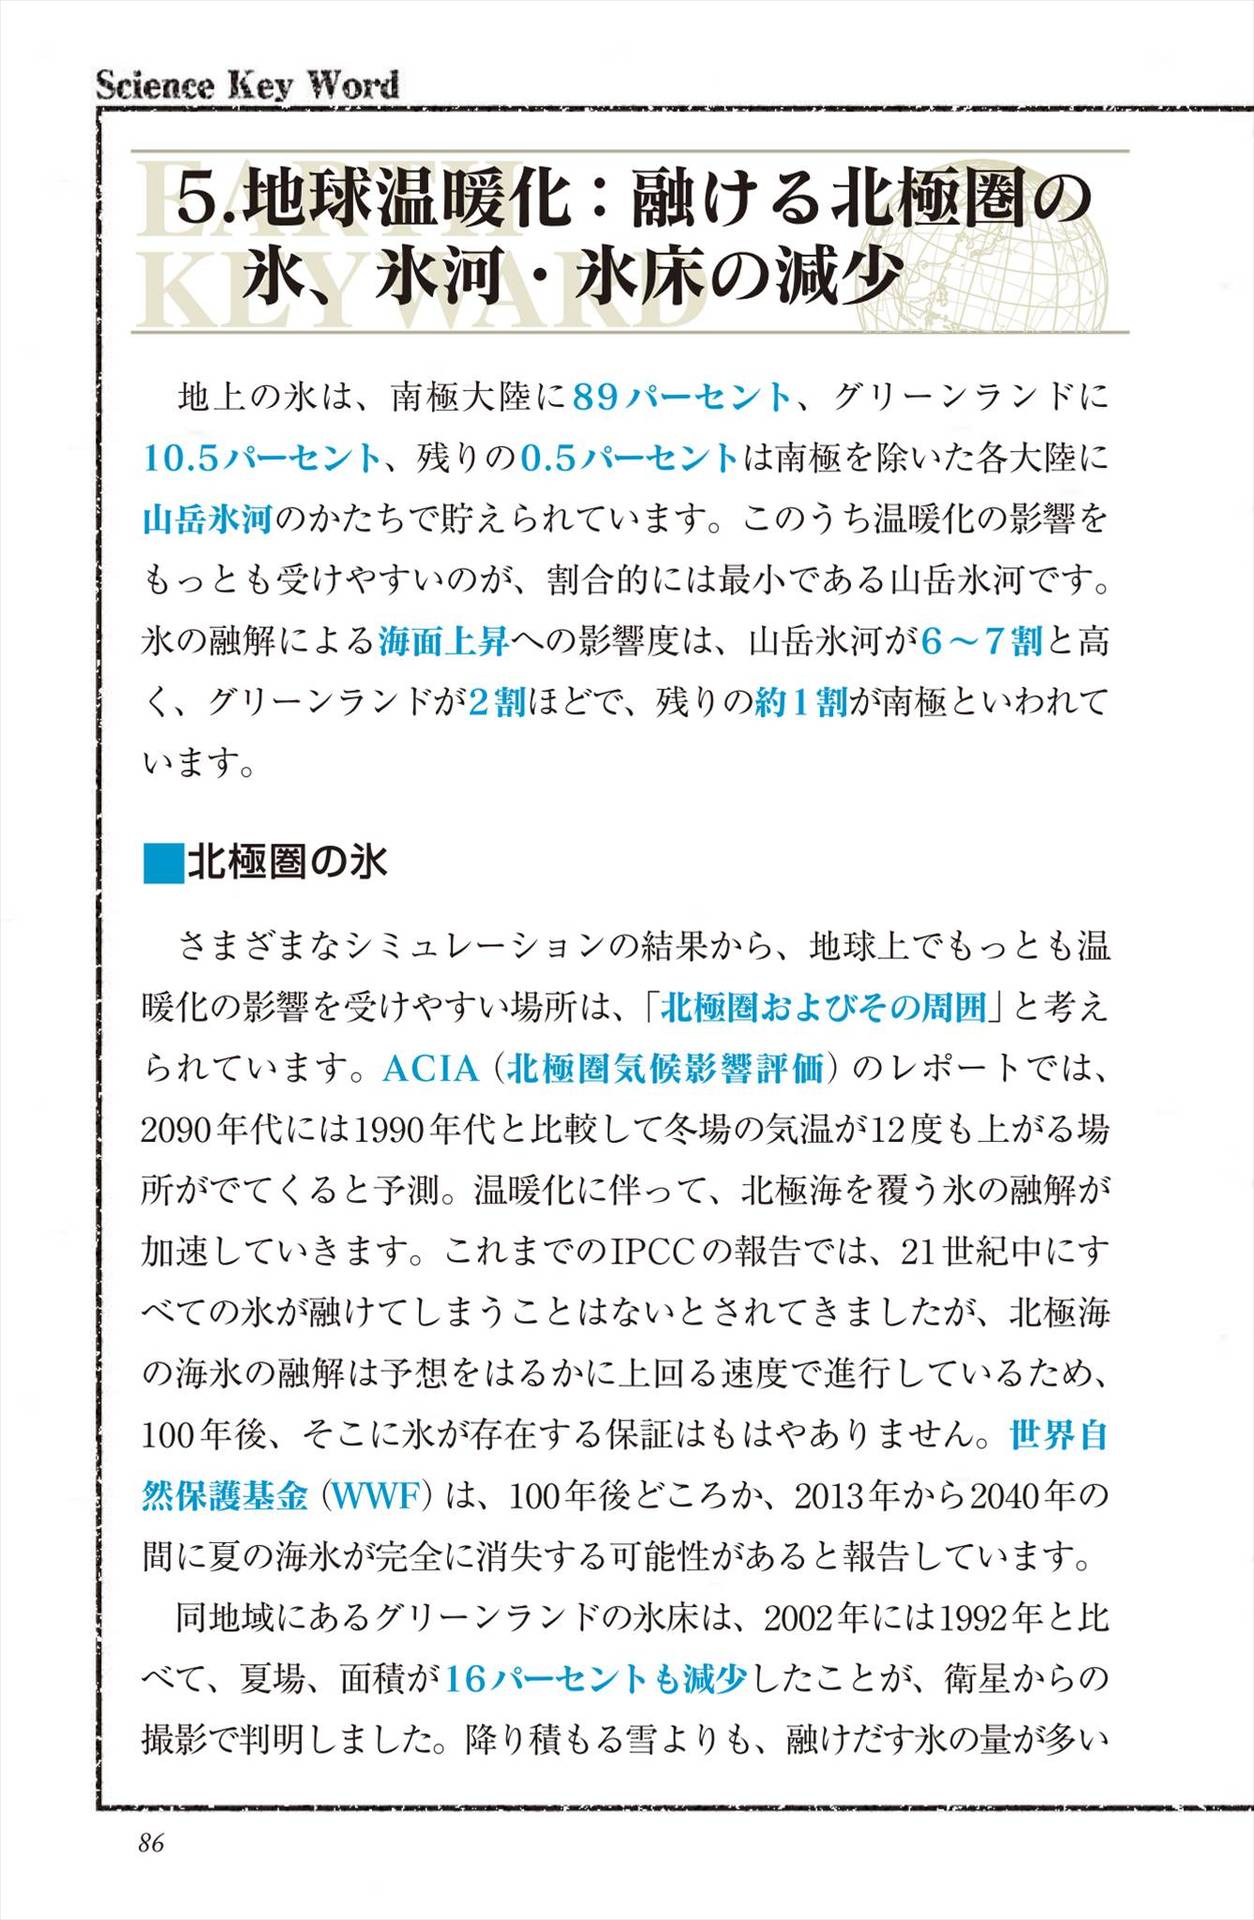 Science Key Word
EARTH
KEYWARD
5.地球温暖化：融ける北極圏の
氷、氷河・氷床の減少
地上の氷は、南極大陸に89パーセント、グリーンランドに
10.5パーセント、残りの0.5パーセントは南極を除いた各大陸に
山岳氷河のかたちで貯えられています。このうち温暖化の影響を
もっとも受けやすいのが、割合的には最小である山岳氷河です。
氷の融解による海面上昇への影響度は、山岳氷河が6〜7割と高
く、グリーンランドが2割ほどで、残りの約1割が南極といわれて
います。
■北極圏の氷
さまざまなシミュレーションの結果から、地球上でもっとも温
暖化の影響を受けやすい場所は、「北極圏およびその周囲」と考え
られています。ACIA（北極圏気候影響評価）のレポートでは、
2090年代には1990年代と比較して冬場の気温が12度も上がる場
所がでてくると予測。温暖化に伴って、北極海を覆う氷の融解が
加速していきます。これまでのIPCCの報告では、21世紀中にす
べての氷が融けてしまうことはないとされてきましたが、北極海
の海氷の融解は予想をはるかに上回る速度で進行しているため、
100年後、そこに氷が存在する保証はもはやありません。世界自
然保護基金（WWF）は、100年後どころか、2013年から2040年の
間に夏の海氷が完全に消失する可能性があると報告しています。
同地域にあるグリーンランドの氷床は、2002年には1992年と比
べて、夏場、面積が16パーセントも減少したことが、衛星からの
撮影で判明しました。降り積もる雪よりも、融けだす氷の量が多い
86